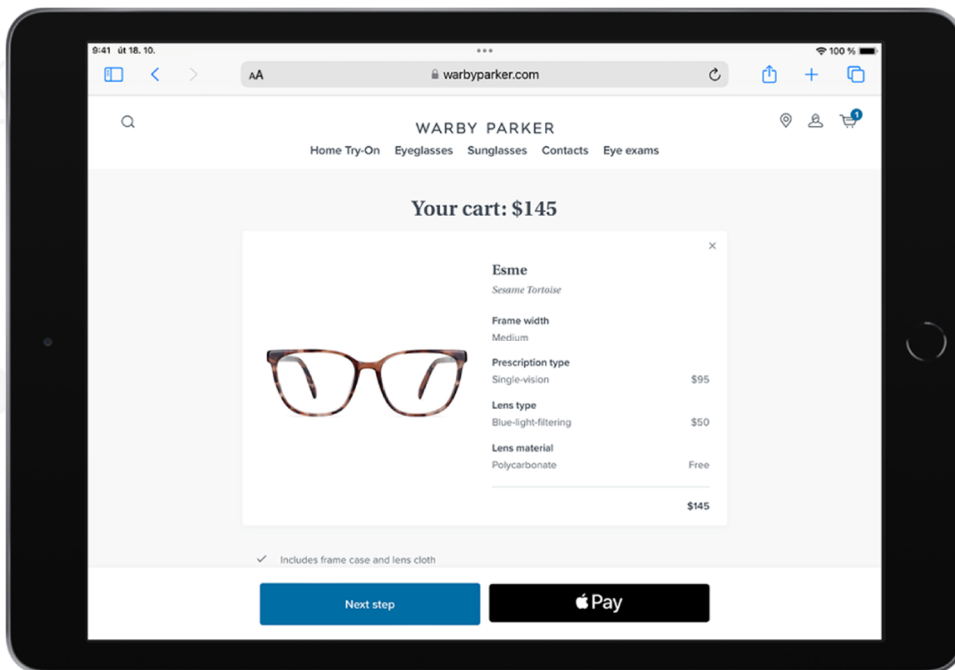 9:41 út 18. 10.
100 %
AA
warbyparker.com
WARBY PARKER
1
Home Try-On Eyeglasses Sunglasses Contacts Eye exams
Your cart: $145
Esme
Sesame Tortoise
Frame width
Medium
Prescription type
Single-vision $95
Lens type
Blue-light-filtering $50
Lens material
Polycarbonate Free
$145
Includes frame case and lens cloth
Next step
Pay